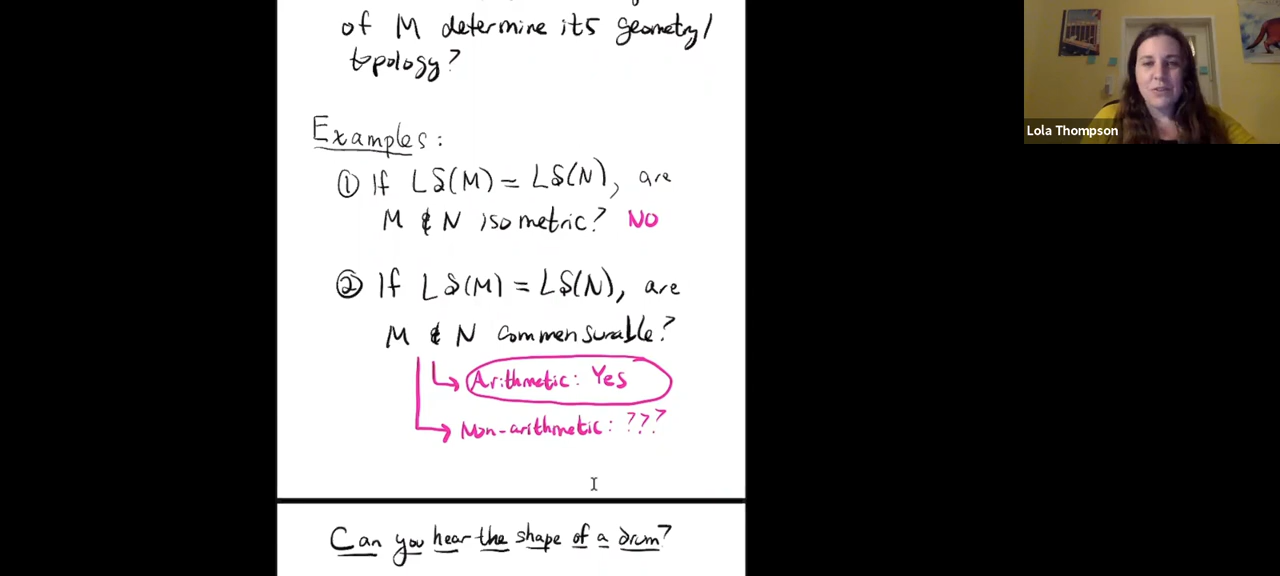 of M determine its geometry/
topology?
Examples:
① If LS(M) = LS(N), are
M & N isometric? NO
② If LS(M) = LS(N), are
M & N commensurable?
Arithmetic: Yes
Non-arithmetic: ???
Can you hear the shape of a drum?
Lola Thompson